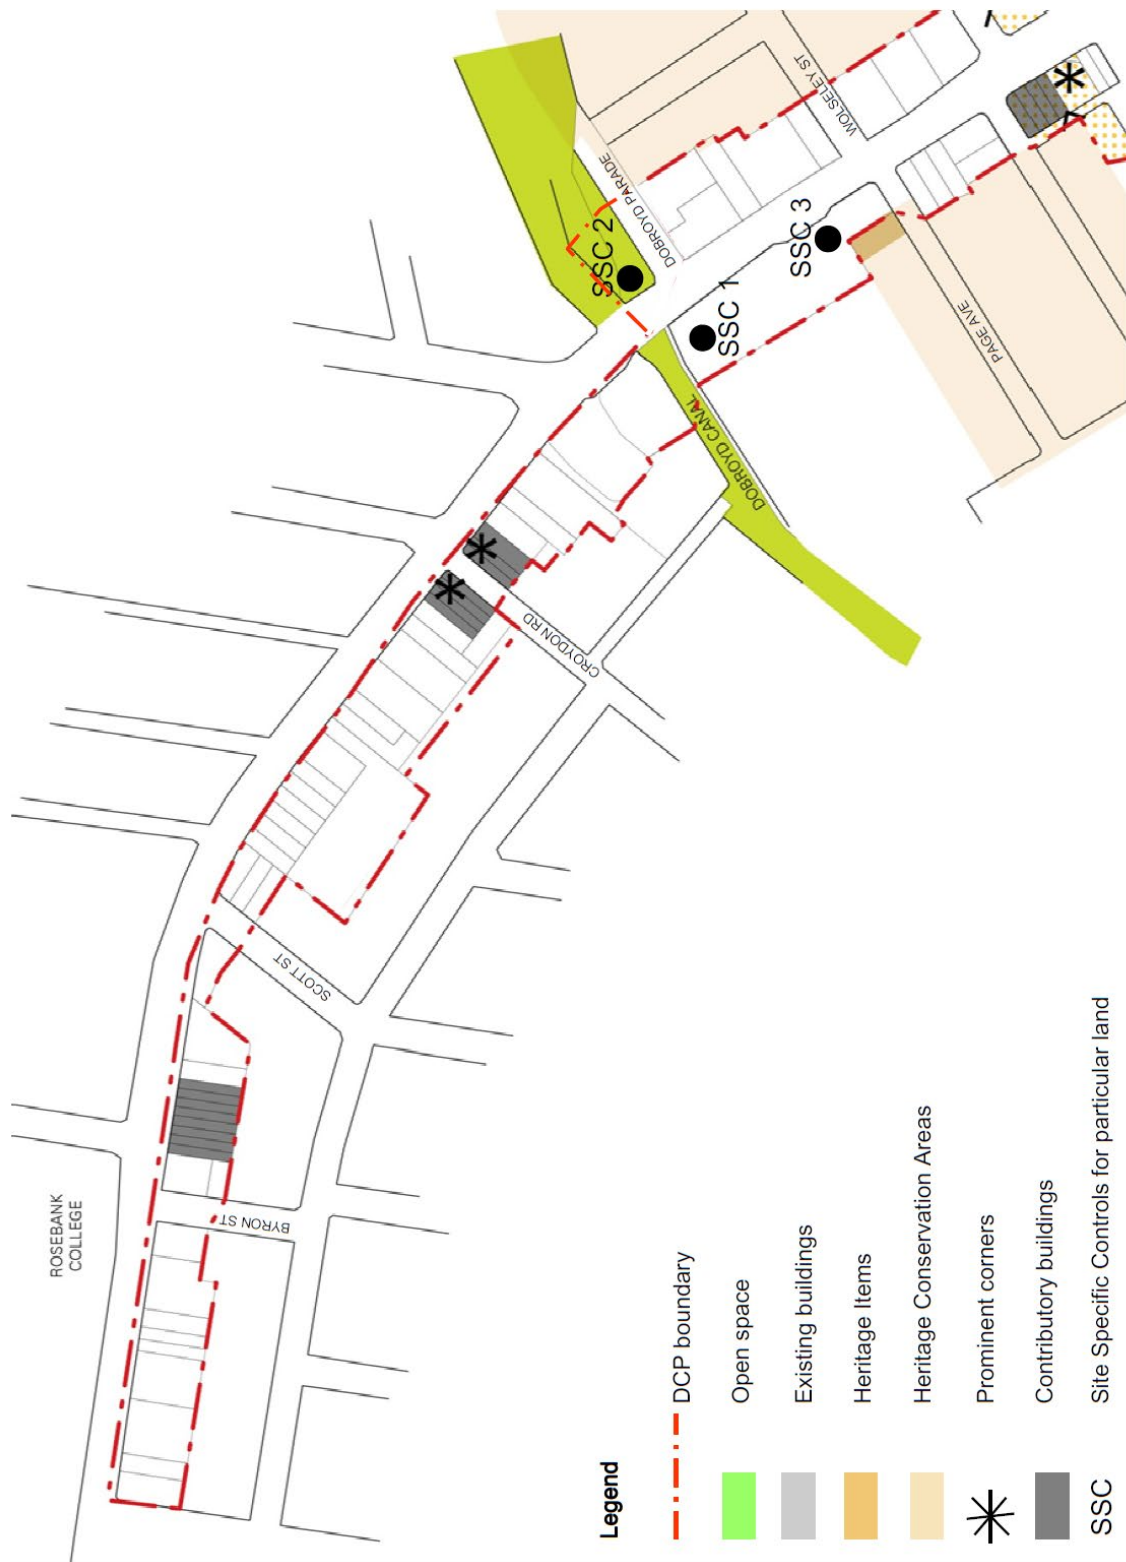 WOLSELEY ST
DOBROYD PARADE
SSC 2
SSC 3
SSC 1
PAGE AVE
DOBROYD CANAL
CROYDON RD
SCOTT ST
BYRON ST
ROSEBANK
COLLEGE
Legend
DCP boundary
Open space
Existing buildings
Heritage Items
Heritage Conservation Areas
Prominent corners
Contributory buildings
SSC Site Specific Controls for particular land